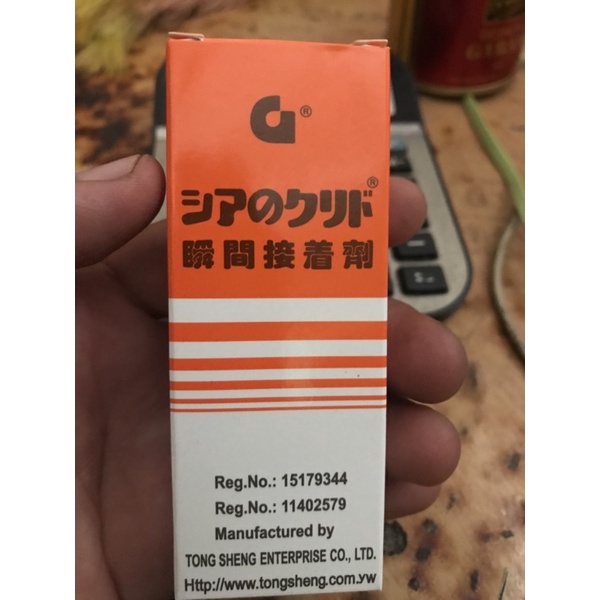 G®
シアのクリド®
瞬間接着劑
Reg.No.: 15179344
Reg.No.: 11402579
Manufactured by
TONG SHENG ENTERPRISE CO., LTD.
Http://www.tongsheng.com.yw